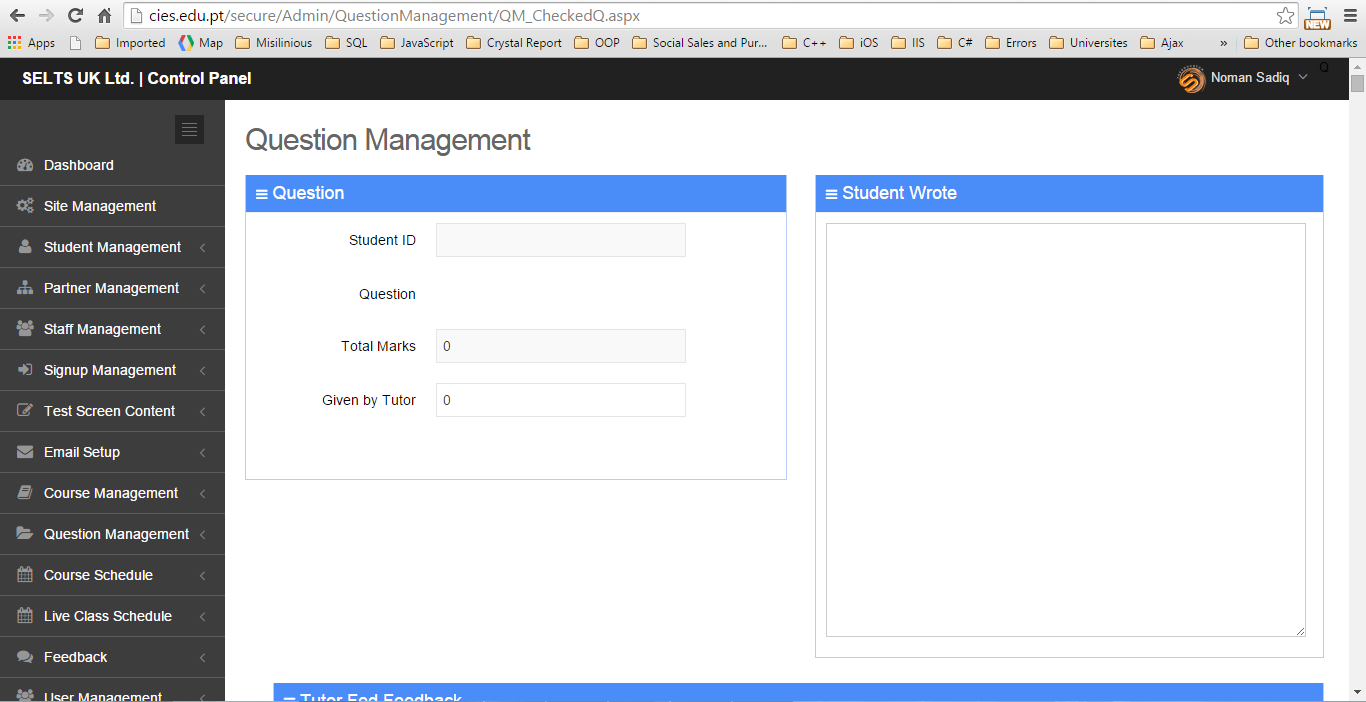 cies.edu.pt/secure/Admin/QuestionManagement/QM_CheckedQ.aspx
NEW
Apps Imported Map Misilinious SQL JavaScript Crystal Report OOP Social Sales and Pur... C++ iOS IIS C# Errors Universites Ajax » Other bookmarks
SELTS UK Ltd. | Control Panel
Noman Sadiq
Q
Dashboard
Site Management
Student Management
Partner Management
Staff Management
Signup Management
Test Screen Content
Email Setup
Course Management
Question Management
Course Schedule
Live Class Schedule
Feedback
User Management
Question Management
Question
Student ID
Question
Total Marks 0
Given by Tutor 0
Student Wrote
Tutor End Feedback